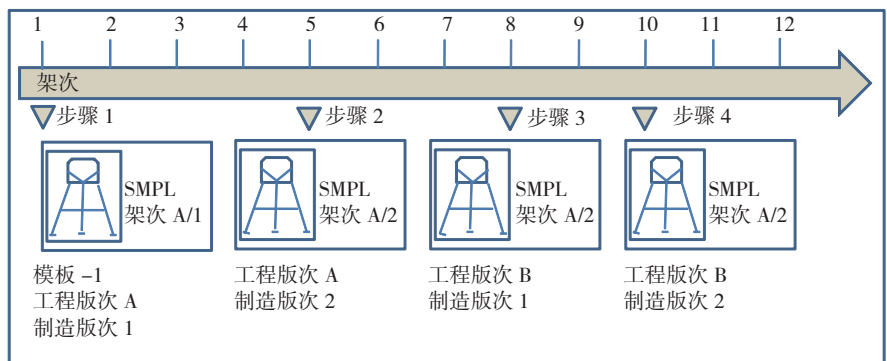 1 2 3 4 5 6 7 8 9 10 11 12
架次
步骤 1 步骤 2 步骤 3 步骤 4
SMPL SMPL SMPL SMPL
架次 A/1 架次 A/2 架次 A/2 架次 A/2
模板 –1 工程版次 A 工程版次 B 工程版次 B
工程版次 A 制造版次 2 制造版次 1 制造版次 2
制造版次 1